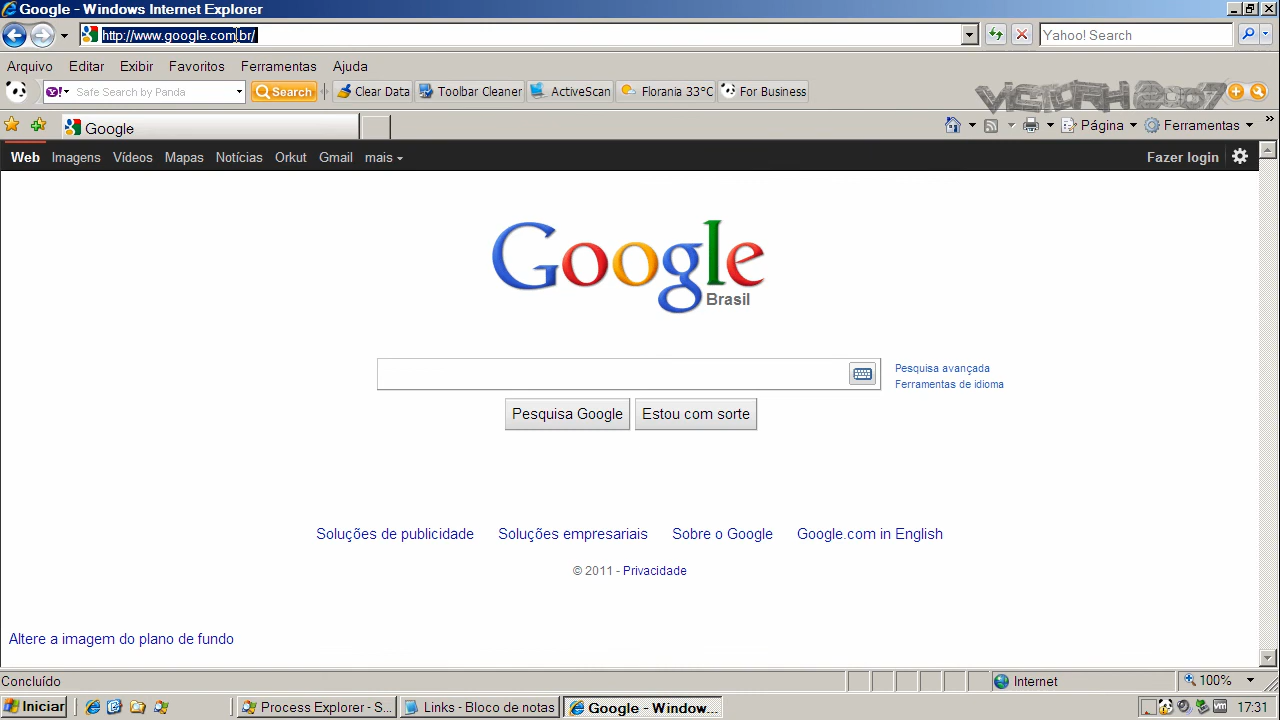 Google - Windows Internet Explorer
http://www.google.com.br/
Yahoo! Search
Arquivo Editar Exibir Favoritos Ferramentas Ajuda
Y! Safe Search by Panda Search Clear Data Toolbar Cleaner ActiveScan Florania 33°C For Business VICTORH 2007
Google Página Ferramentas
Web Imagens Vídeos Mapas Notícias Orkut Gmail mais Fazer login
Google
Brasil
Pesquisa avançada
Ferramentas de idioma
Pesquisa Google Estou com sorte
Soluções de publicidade Soluções empresariais Sobre o Google Google.com in English
© 2011 - Privacidade
Altere a imagem do plano de fundo
Concluído Internet 100%
Iniciar Process Explorer - S... Links - Bloco de notas Google - Window... vm 17:31